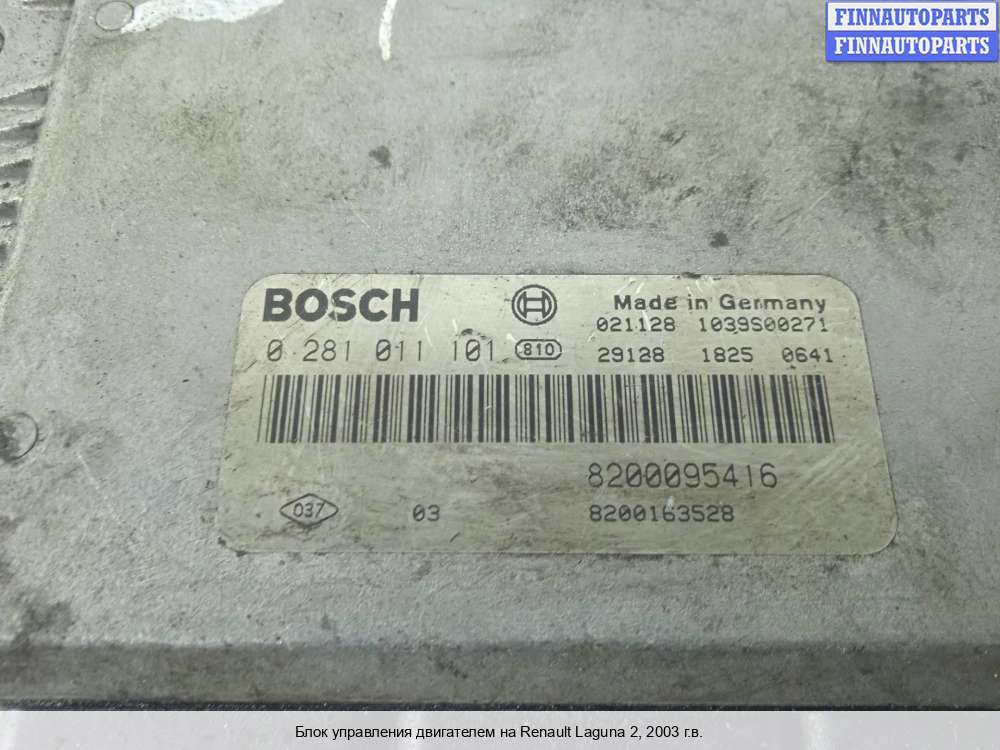 FINNAUTOPARTS
FINNAUTOPARTS
BOSCH Made in Germany
021128 1039S00271
0 281 011 101 810 29128 1825 0641
8200095416
037 03 8200163528
Блок управления двигателем на Renault Laguna 2, 2003 г.в.